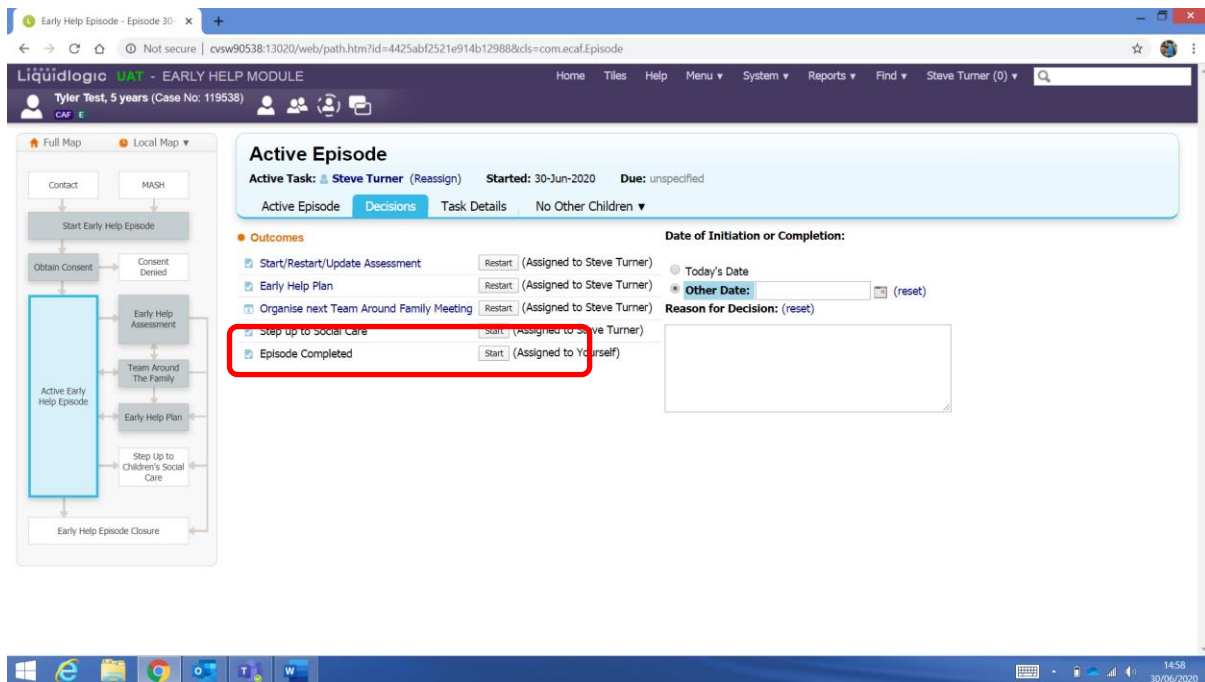 Early Help Episode - Episode 30-
Not secure | cvsw90538:13020/web/path.htm?id=4425abf2521e914b12988&cls=com.ecaf.Episode
Liquidlogic UAT - EARLY HELP MODULE
Home Tiles Help Menu System Reports Find Steve Turner (0)
Tyler Test, 5 years (Case No: 119538)
CAF E
Full Map Local Map
Contact MASH
Start Early Help Episode
Obtain Consent
Consent
Denied
Early Help
Assessment
Team Around
The Family
Active Early
Help Episode
Early Help Plan
Step Up to
Children's Social
Care
Early Help Episode Closure
Active Episode
Active Task: Steve Turner (Reassign) Started: 30-Jun-2020 Due: unspecified
Active Episode Decisions Task Details No Other Children
Outcomes
Start/Restart/Update Assessment Restart (Assigned to Steve Turner)
Early Help Plan Restart (Assigned to Steve Turner)
Organise next Team Around Family Meeting Restart (Assigned to Steve Turner)
Step up to Social Care Start (Assigned to Steve Turner)
Episode Completed Start (Assigned to Yourself)
Date of Initiation or Completion:
Today's Date
Other Date: (reset)
Reason for Decision: (reset)
14:58
30/06/2020